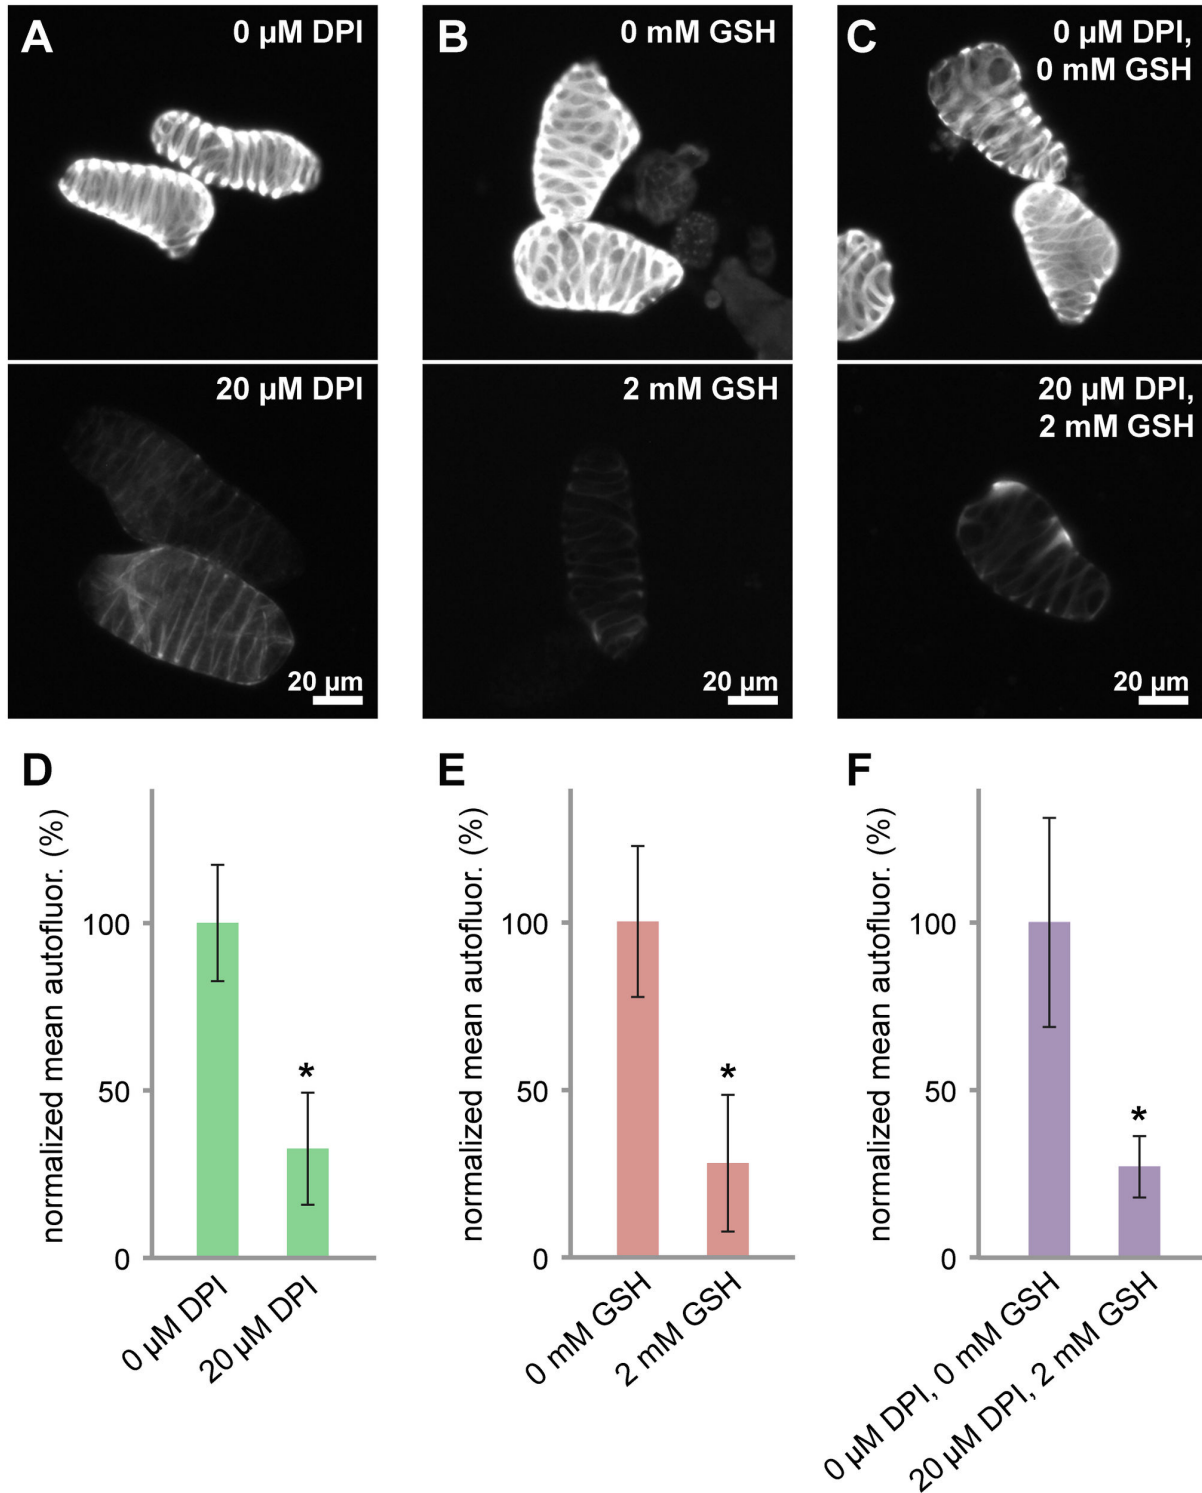 A
0 µM DPI
B
0 mM GSH
C
0 µM DPI,
0 mM GSH
20 µM DPI
20 µm
2 mM GSH
20 µm
20 µM DPI,
2 mM GSH
20 µm
D
normalized mean autofluor. (%)
100
50
0
*
0 µM DPI
20 µM DPI
E
normalized mean autofluor. (%)
100
50
0
*
0 mM GSH
2 mM GSH
F
normalized mean autofluor. (%)
100
50
0
*
0 µM DPI, 0 mM GSH
20 µM DPI, 2 mM GSH